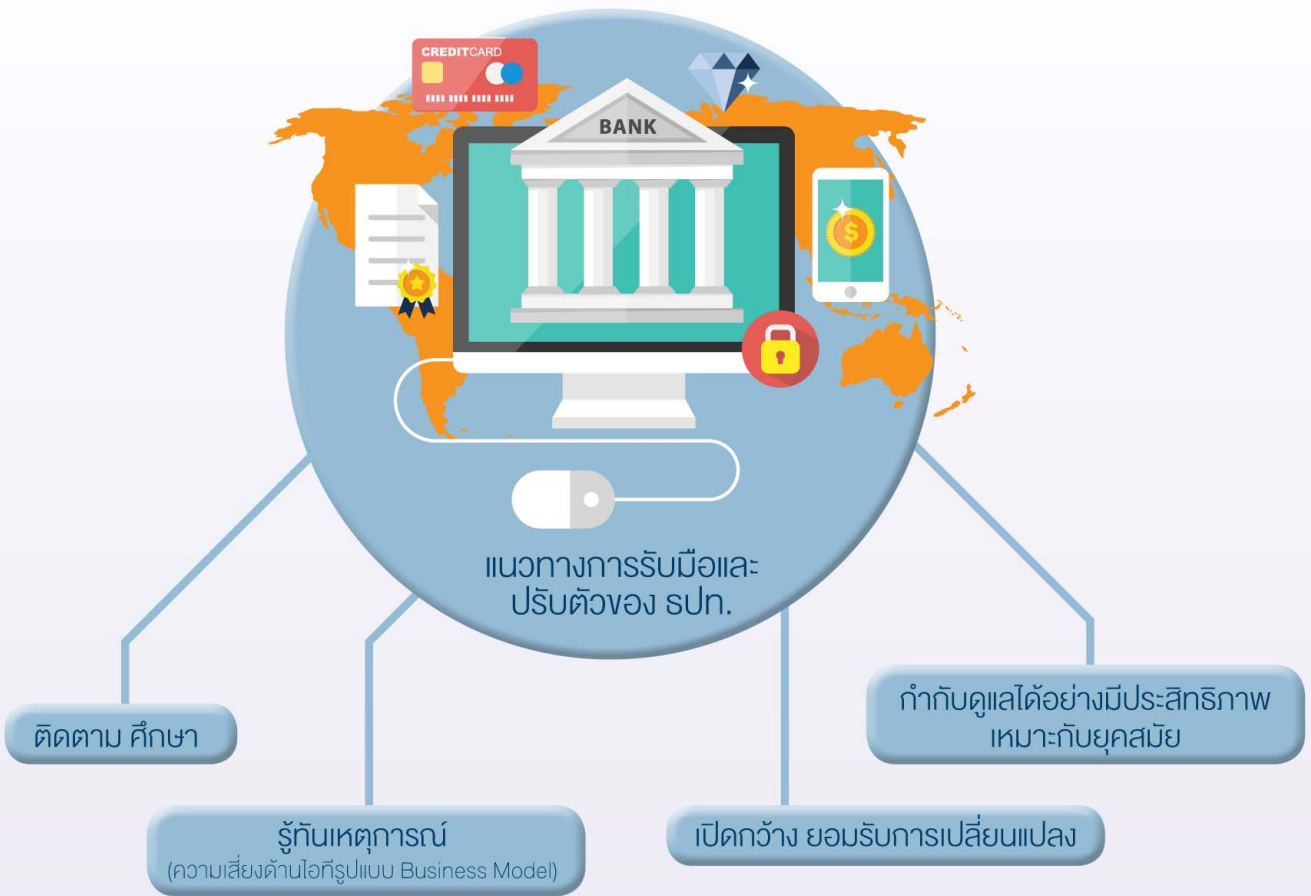 CREDITCARD
BANK
แนวทางการรับมือและ
ปรับตัวของ ธปท.
ติดตาม ศึกษา
รู้ทันเหตุการณ์
(ความเสี่ยงด้านไอทีรูปแบบ Business Model)
เปิดกว้าง ยอมรับการเปลี่ยนแปลง
กำกับดูแลได้อย่างมีประสิทธิภาพ
เหมาะกับยุคสมัย